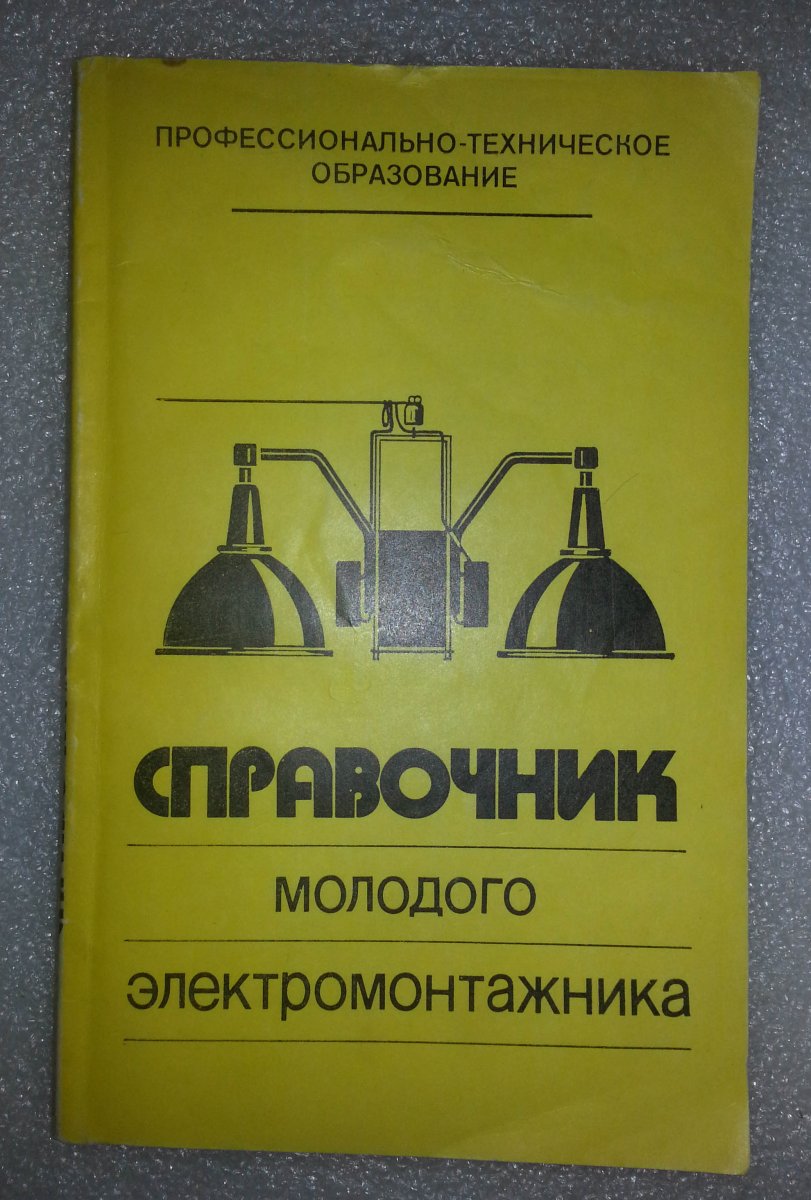 ПРОФЕССИОНАЛЬНО-ТЕХНИЧЕСКОЕ
ОБРАЗОВАНИЕ
СПРАВОЧНИК
МОЛОДОГО
электромонтажника